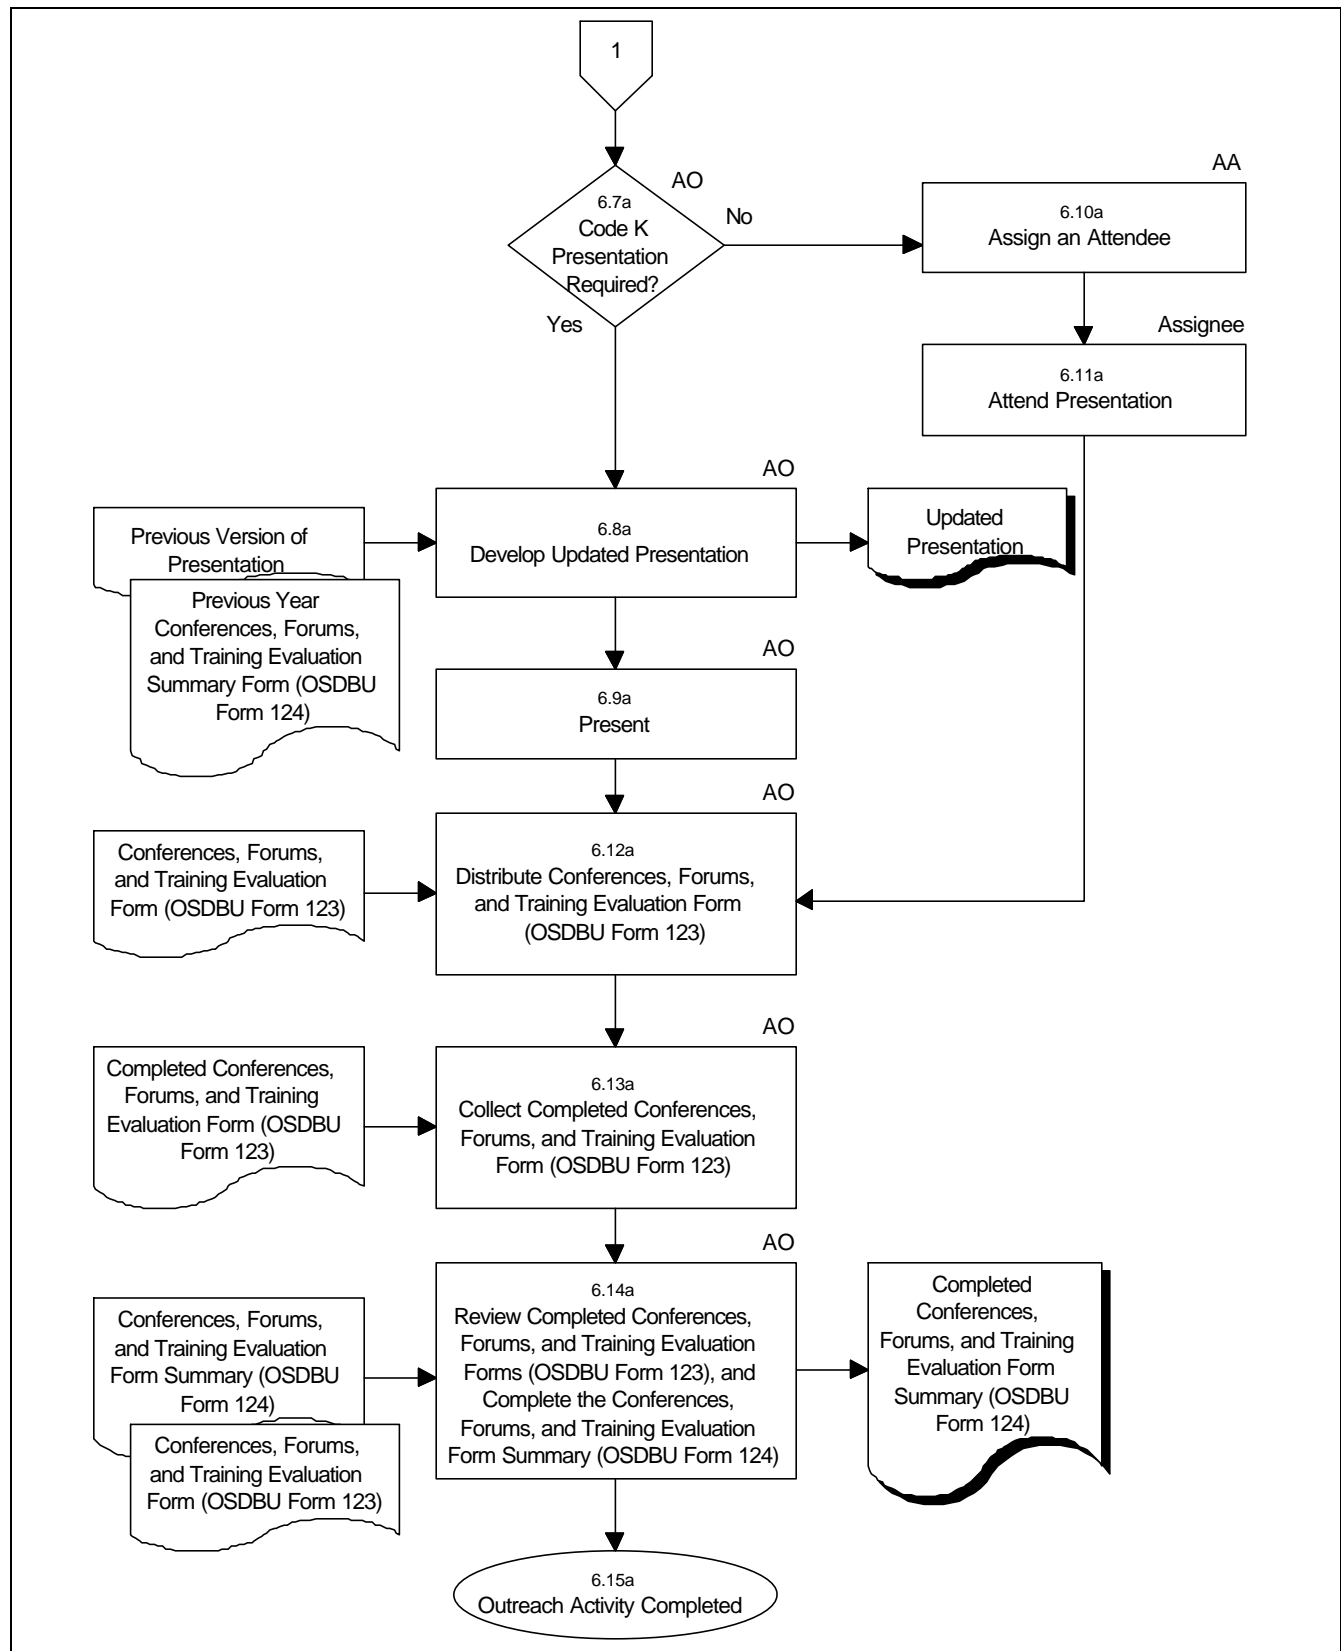 1
AO
6.7a
Code K
Presentation
Required?
No
Yes
AA
6.10a
Assign an Attendee
Assignee
6.11a
Attend Presentation
Previous Version of
Presentation
Previous Year
Conferences, Forums,
and Training Evaluation
Summary Form (OSDBU
Form 124)
AO
6.8a
Develop Updated Presentation
Updated
Presentation
AO
6.9a
Present
Conferences, Forums,
and Training Evaluation
Form (OSDBU Form 123)
AO
6.12a
Distribute Conferences, Forums,
and Training Evaluation Form
(OSDBU Form 123)
Completed Conferences,
Forums, and Training
Evaluation Form (OSDBU
Form 123)
AO
6.13a
Collect Completed Conferences,
Forums, and Training Evaluation
Form (OSDBU Form 123)
Conferences, Forums,
and Training Evaluation
Form Summary (OSDBU
Form 124)
Conferences, Forums,
and Training Evaluation
Form (OSDBU Form 123)
AO
6.14a
Review Completed Conferences,
Forums, and Training Evaluation
Forms (OSDBU Form 123), and
Complete the Conferences,
Forums, and Training Evaluation
Form Summary (OSDBU Form 124)
Completed
Conferences,
Forums, and Training
Evaluation Form
Summary (OSDBU
Form 124)
6.15a
Outreach Activity Completed